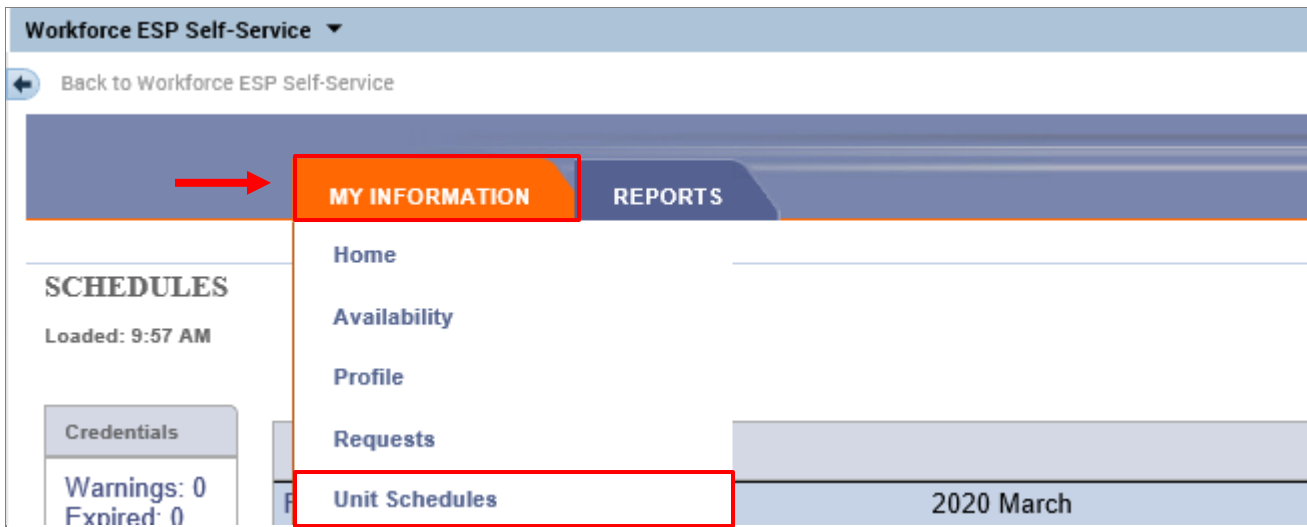 Workforce ESP Self-Service
Back to Workforce ESP Self-Service
MY INFORMATION
REPORTS
Home
SCHEDULES
Availability
Loaded: 9:57 AM
Profile
Credentials
Requests
Warnings: 0
Unit Schedules
2020 March
Expired: 0